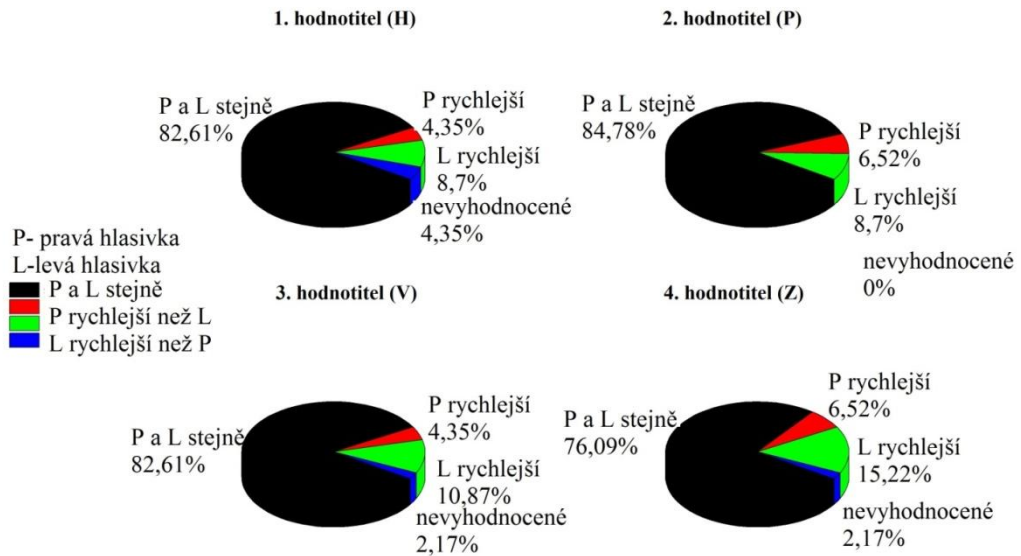 1. hodnotitel (H)
P a L stejně
82,61%
P rychlejší
4,35%
L rychlejší
8,7%
nevyhodnocené
4,35%
2. hodnotitel (P)
P a L stejně
84,78%
P rychlejší
6,52%
L rychlejší
8,7%
nevyhodnocené
0%
P- pravá hlasivka
L-levá hlasivka
P a L stejně
P rychlejší než L
L rychlejší než P
3. hodnotitel (V)
P a L stejně
82,61%
P rychlejší
4,35%
L rychlejší
10,87%
nevyhodnocené
2,17%
4. hodnotitel (Z)
P a L stejně.
76,09%
P rychlejší
6,52%
L rychlejší
15,22%
nevyhodnocené
2,17%